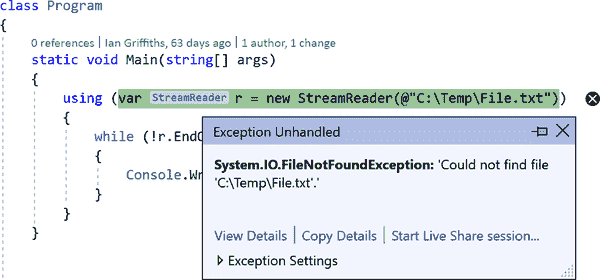 class Program
{
0 references | Ian Griffiths, 63 days ago | 1 author, 1 change
static void Main(string[] args)
{
using (var StreamReader r = new StreamReader(@"C:\Temp\File.txt"))
{
while (!r.EndO
{
Console.Wr
}
}
}
Exception Unhandled
System.IO.FileNotFoundException: 'Could not find file
'C:\Temp\File.txt'.'
View Details | Copy Details | Start Live Share session...
Exception Settings